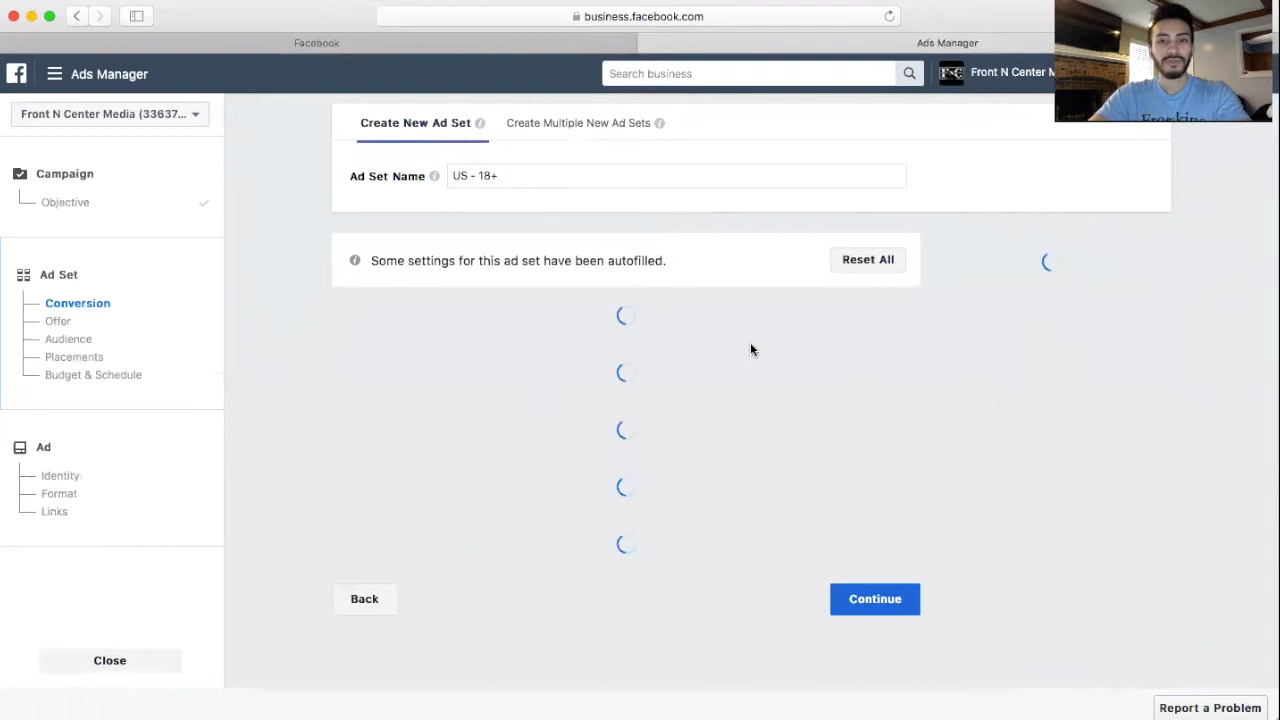 business.facebook.com
Facebook
Ads Manager
Ads Manager
Search business
Front N Center M
Front N Center Media (33637...
Create New Ad Set
Create Multiple New Ad Sets
Ad Set Name
US - 18+
Campaign
Objective
Some settings for this ad set have been autofilled.
Reset All
Ad Set
Conversion
Offer
Audience
Placements
Budget & Schedule
Ad
Identity
Format
Links
Back
Continue
Close
Report a Problem